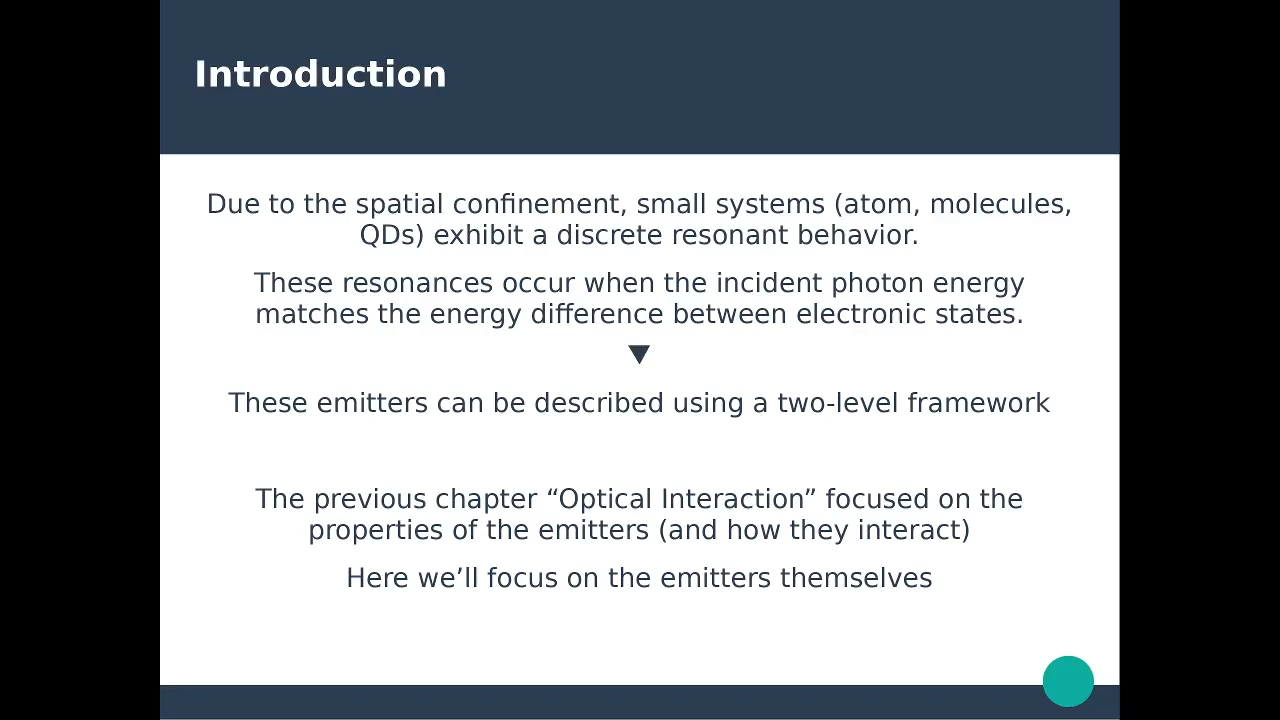 Introduction
Due to the spatial confinement, small systems (atom, molecules,
QDs) exhibit a discrete resonant behavior.
These resonances occur when the incident photon energy
matches the energy difference between electronic states.
These emitters can be described using a two-level framework
The previous chapter “Optical Interaction” focused on the
properties of the emitters (and how they interact)
Here we’ll focus on the emitters themselves